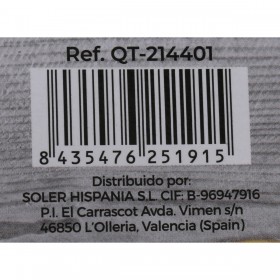 Ref. QT-214401
8 435476 251915
Distribuido por:
SOLER HISPANIA S.L CIF: B-96947916
P.I. El Carrascot Avda. Vimen s/n
46850 L'Olleria, Valencia (Spain)